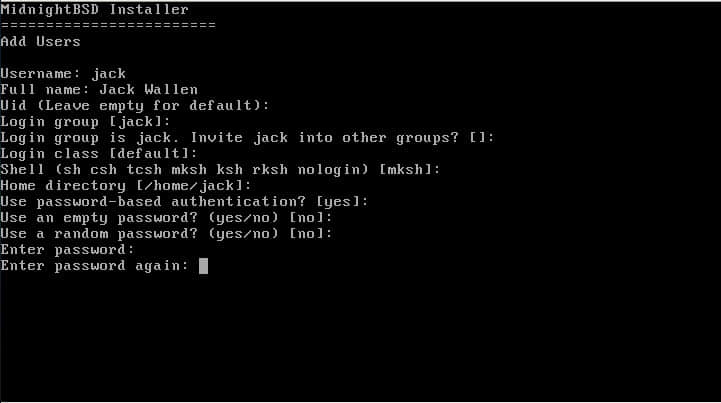 MidnightBSD Installer
========================
Add Users
Username: jack
Full name: Jack Wallen
Uid (Leave empty for default):
Login group [jack]:
Login group is jack. Invite jack into other groups? []:
Login class [default]:
Shell (sh csh tcsh mksh ksh rksh nologin) [mksh]:
Home directory [/home/jack]:
Use password-based authentication? [yes]:
Use an empty password? (yes/no) [no]:
Use a random password? (yes/no) [no]:
Enter password:
Enter password again: